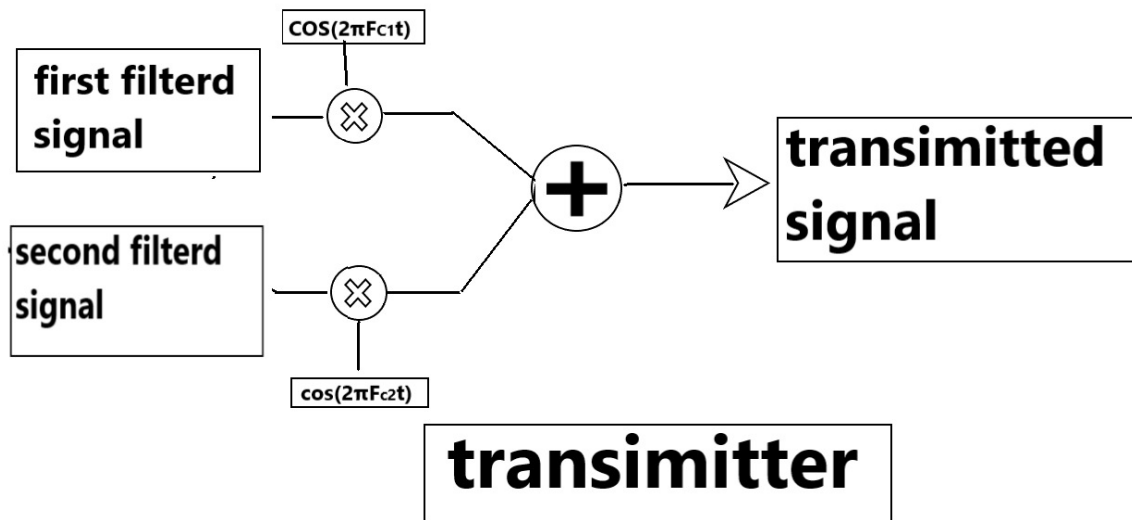 COS(2πFC1t)
first filterd
signal
second filterd
signal
cos(2πFC2t)
transimitted
signal
transimitter